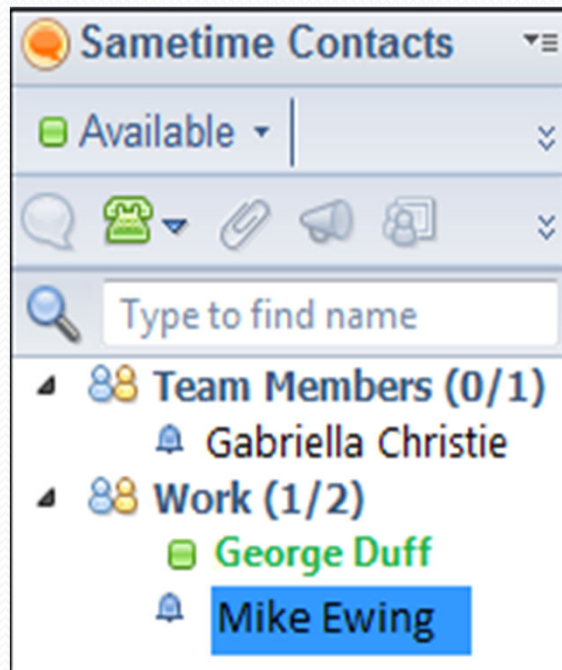 Sametime Contacts
Available
Type to find name
Team Members (0/1)
Gabriella Christie
Work (1/2)
George Duff
Mike Ewing